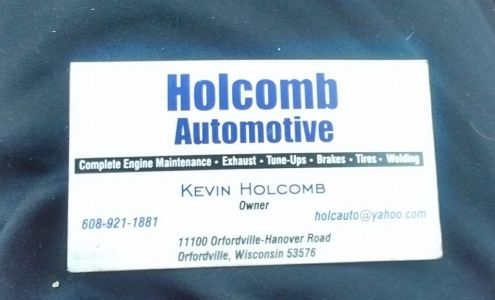 Holcomb
Automotive
Complete Engine Maintenance • Exhaust • Tune-Ups • Brakes • Tires • Welding
KEVIN HOLCOMB
Owner
608-921-1881
holcauto@yahoo.com
11100 Orfordville-Hanover Road
Orfordville, Wisconsin 53576